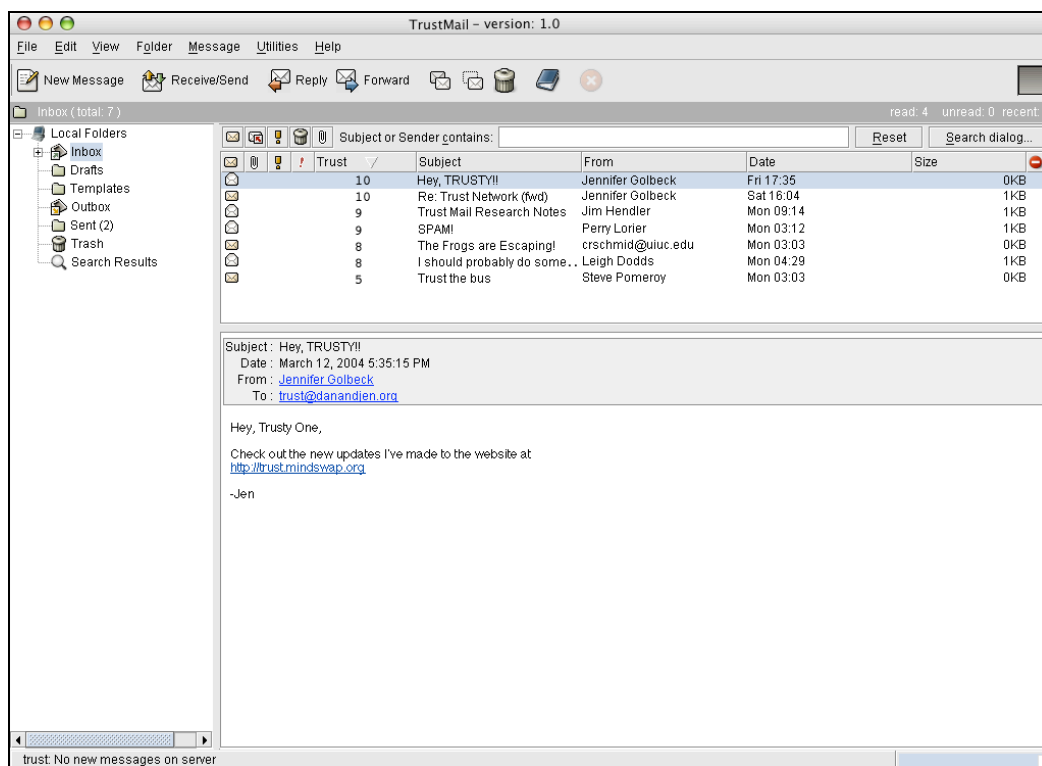 TrustMail – version: 1.0
File Edit View Folder Message Utilities Help
New Message Receive/Send Reply Forward
Inbox ( total: 7 ) read: 4 unread: 0 recent:
Local Folders
Inbox
Drafts
Templates
Outbox
Sent (2)
Trash
Search Results
Subject or Sender contains: Reset Search dialog...
! Trust Subject From Date Size
10 Hey, TRUSTY!! Jennifer Golbeck Fri 17:35 0KB
10 Re: Trust Network (fwd) Jennifer Golbeck Sat 16:04 1KB
9 Trust Mail Research Notes Jim Hendler Mon 09:14 1KB
9 SPAM! Perry Lorier Mon 03:12 1KB
8 The Frogs are Escaping! crschmid@uiuc.edu Mon 03:03 0KB
8 I should probably do some... Leigh Dodds Mon 04:29 1KB
5 Trust the bus Steve Pomeroy Mon 03:03 0KB
Subject : Hey, TRUSTY!!
Date : March 12, 2004 5:35:15 PM
From : Jennifer Golbeck
To : trust@danandjen.org
Hey, Trusty One,
Check out the new updates I've made to the website at
http://trust.mindswap.org
-Jen
trust: No new messages on server